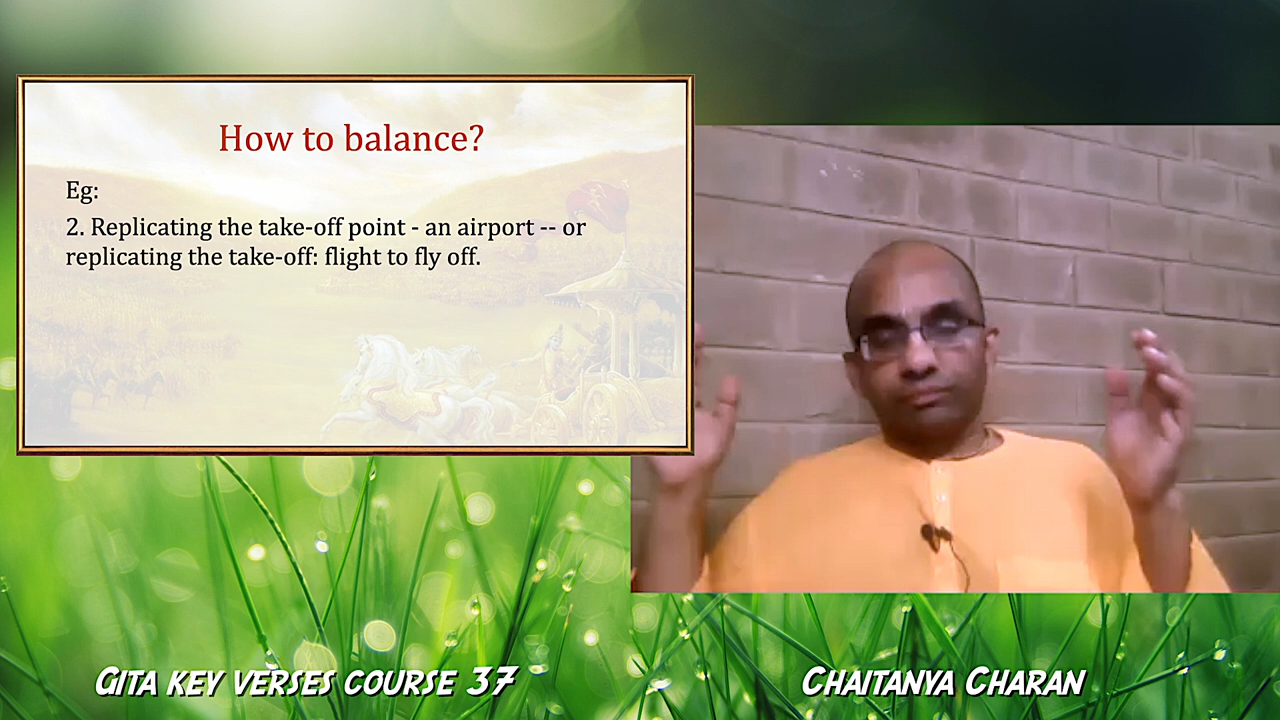 How to balance?
Eg:
2. Replicating the take-off point - an airport -- or
replicating the take-off: flight to fly off.
GITA KEY VERSES COURSE 37
CHAITANYA CHARAN